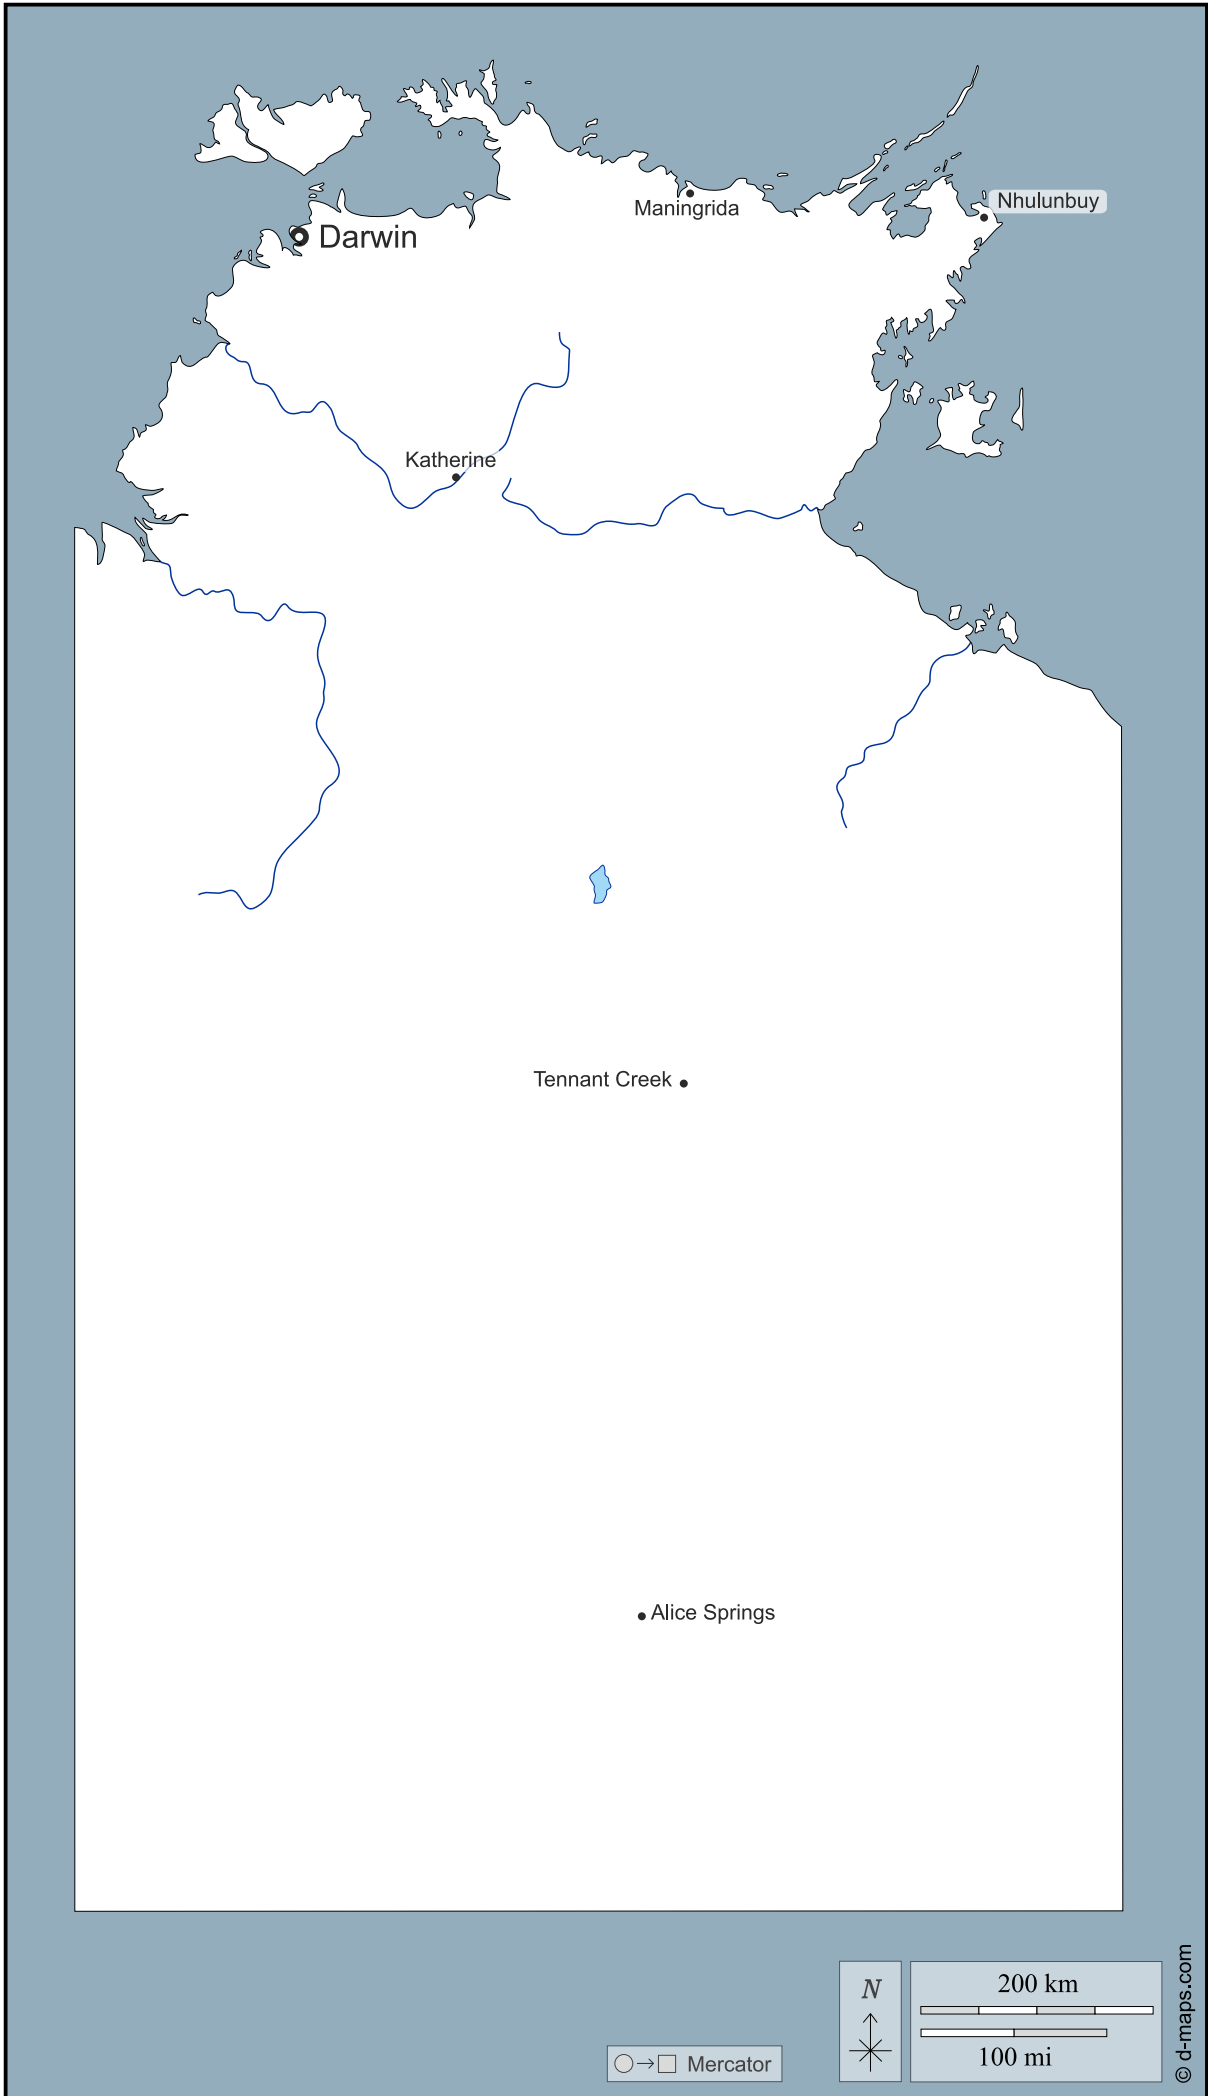 Maningrida
Nhulunbuy
Darwin
Katherine
Tennant Creek
Alice Springs
N
200 km
100 mi
Mercator
© d-maps.com